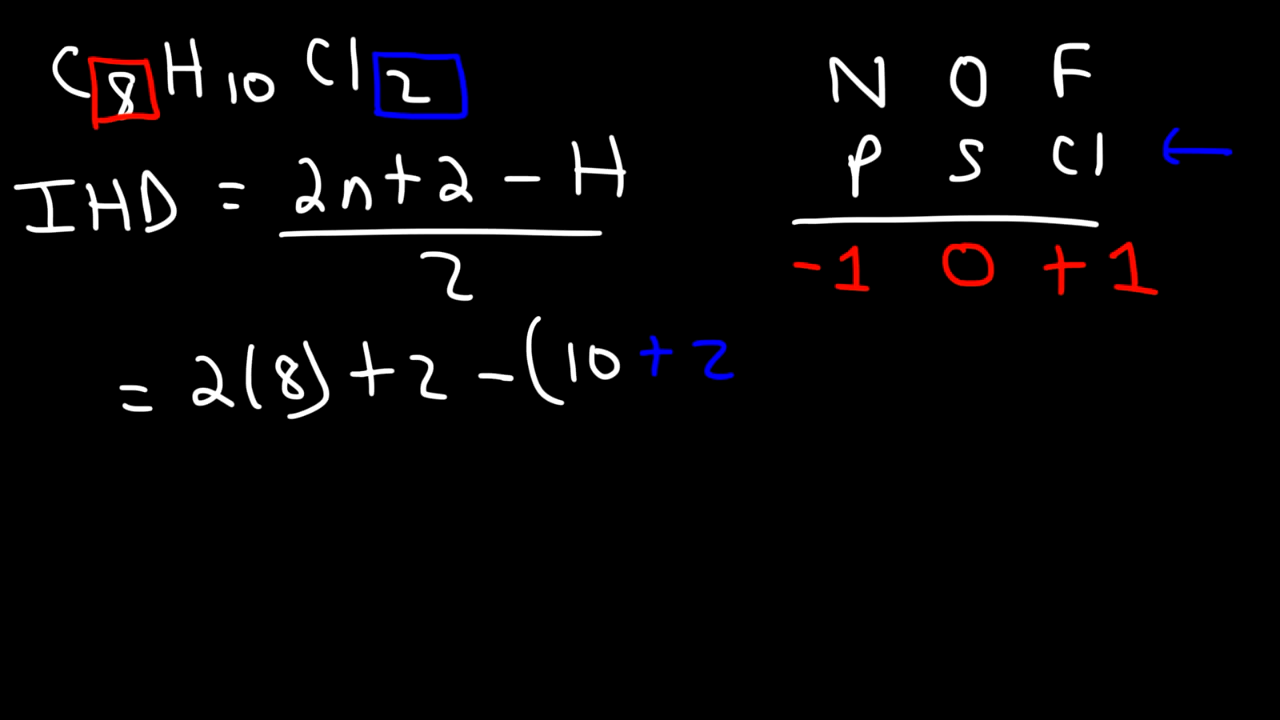 C8H10Cl2
IHD = 2n+2-H
2
= 2(8)+2-(10+2
N O F
P S Cl ←
-1 0 +1